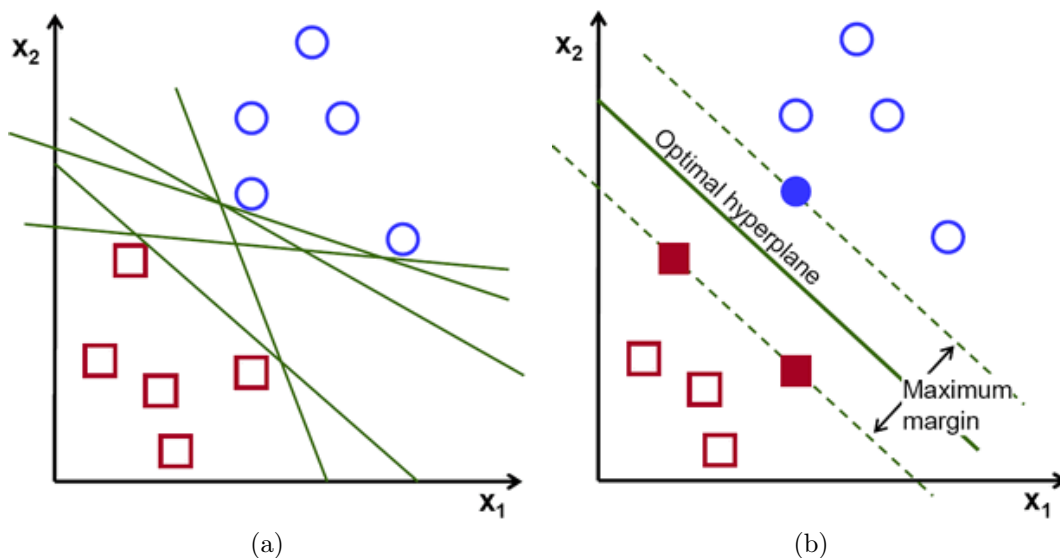 x2
x1
(a)
x2
Optimal hyperplane
Maximum
margin
x1
(b)